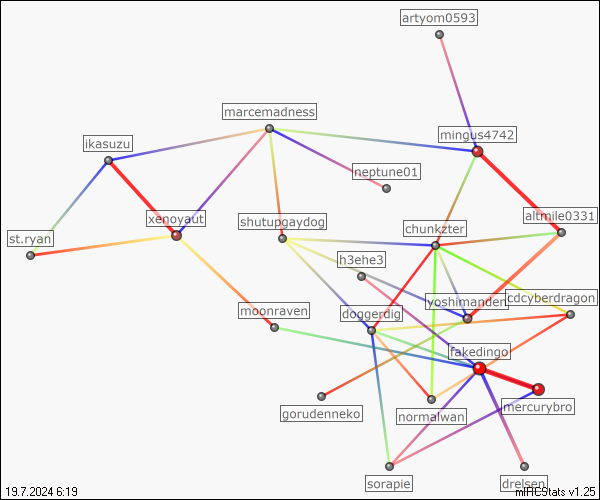 artyom0593
marcemadness
mingus4742
ikasuzu
neptune01
xenoyaut
shutupgaydog
altmile0331
st.ryan
chunkzter
h3ehe3
moonraven
doggerdig
yoshimanden
cdcyberdragon
fakedingo
gorudenneko
normalwan
mercurybro
sorapie
drelsen
19.7.2024 6:19
mIRCStats v1.25